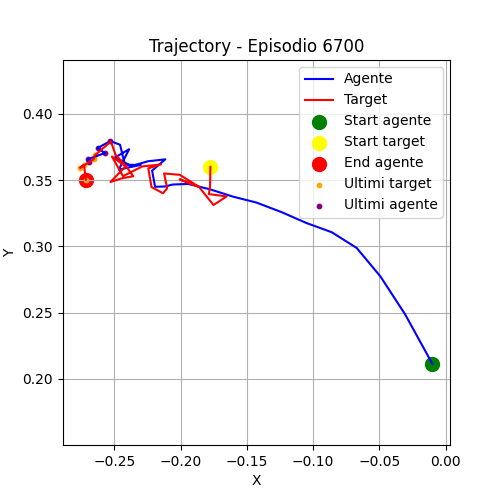 Trajectory - Episodio 6700
Agente
Target
Start agente
Start target
End agente
Ultimi target
Ultimi agente
0.40
0.35
0.30
0.25
0.20
Y
−0.25
−0.20
−0.15
−0.10
−0.05
0.00
X